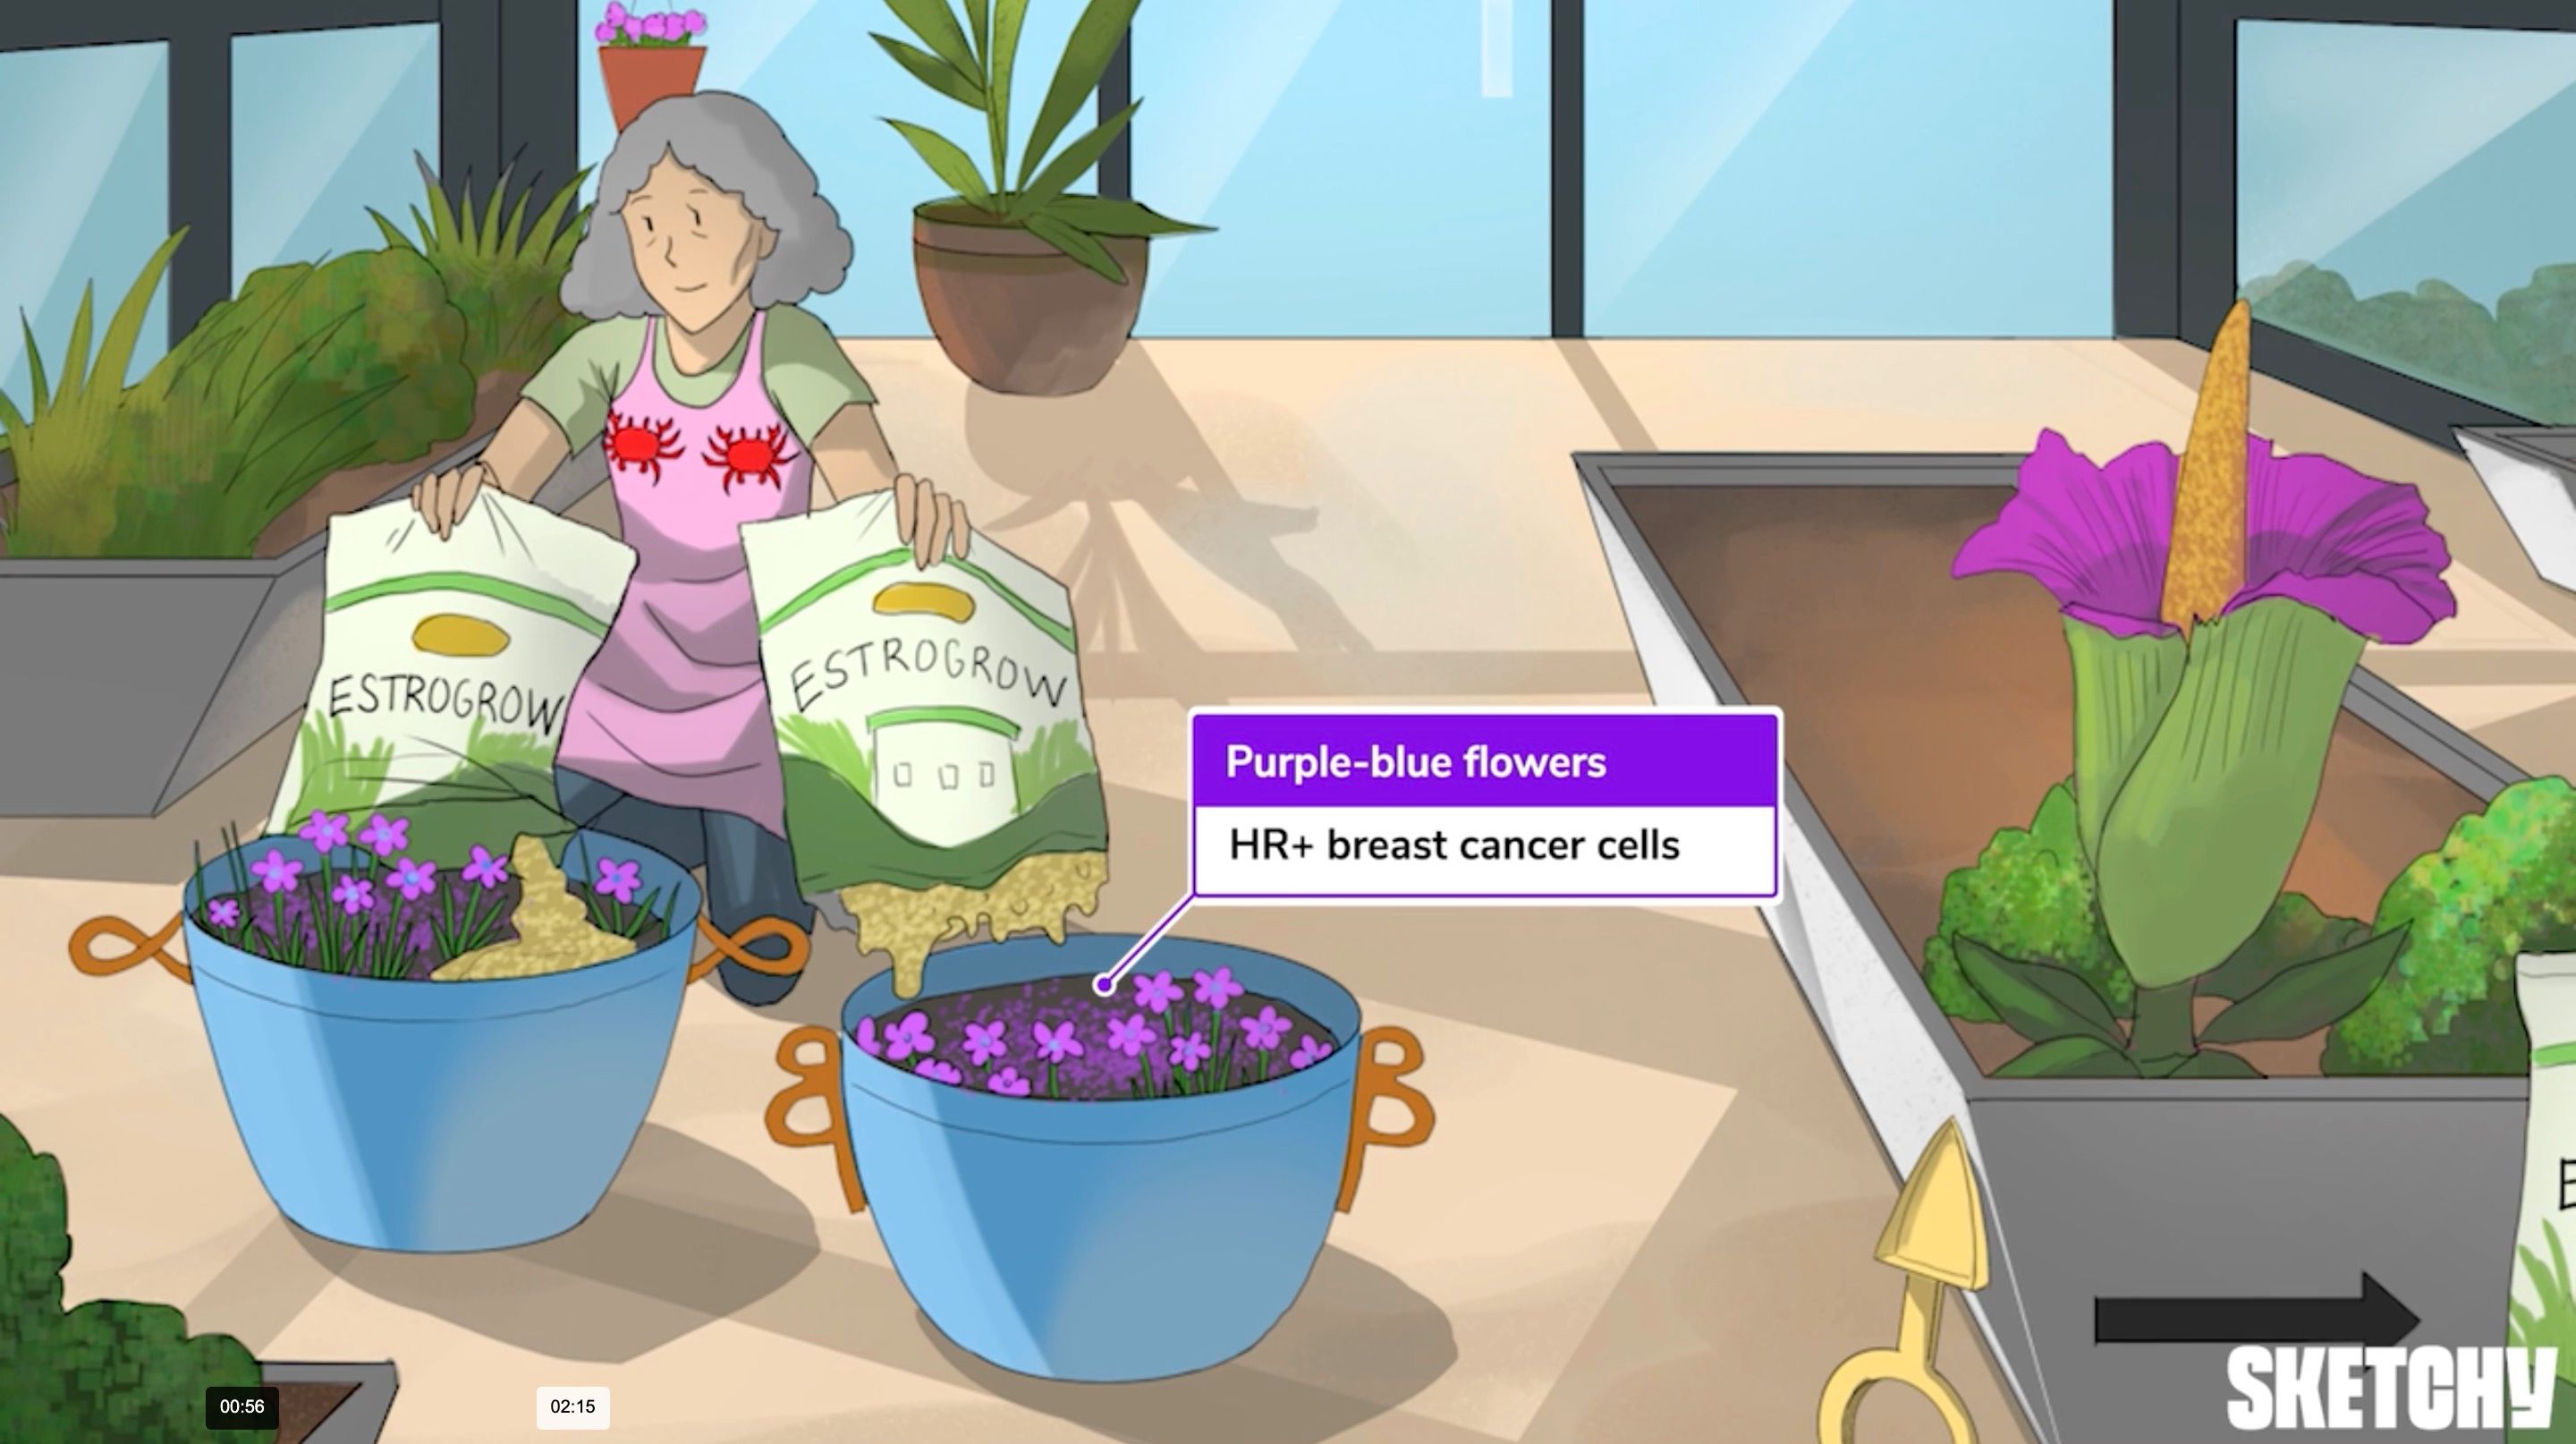 ESTROGROW
ESTROGROW
Purple-blue flowers
HR+ breast cancer cells
E
00:56
02:15
SKETCHY